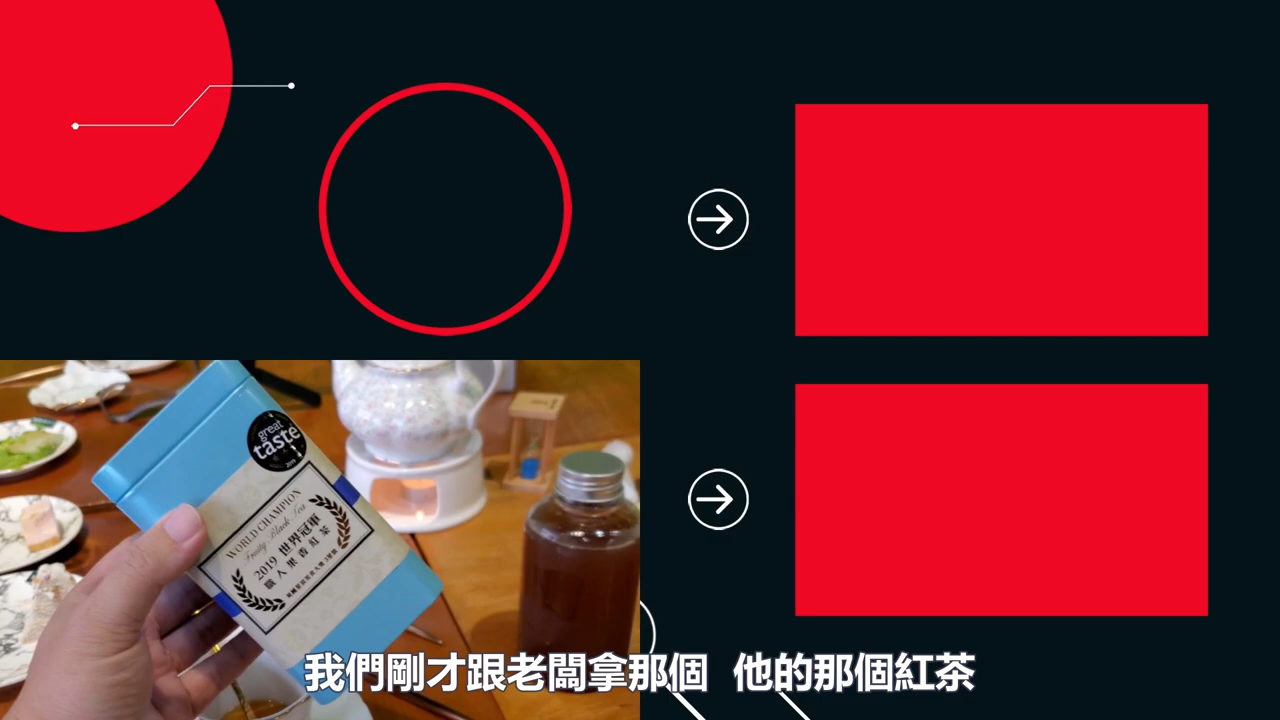 great
taste
2019
WORLD CHAMPION
Fruity Black Tea
2019 世界冠軍
職人果香紅茶
我們剛才跟老闆拿那個 他的那個紅茶